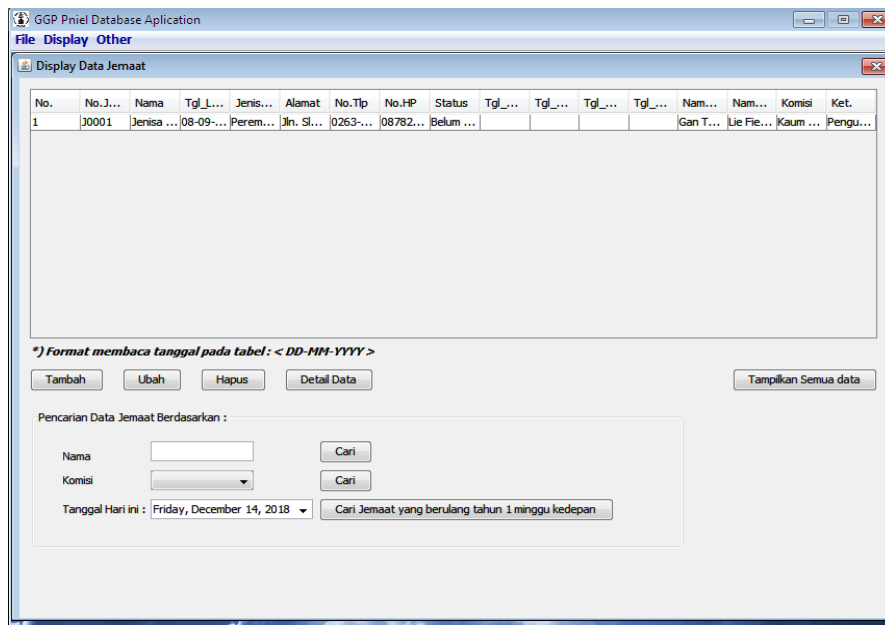 GGP Pniel Database Aplication
File Display Other
Display Data Jemaat
No. No.J... Nama Tgl_L... Jenis... Alamat No.Tlp No.HP Status Tgl_... Tgl_... Tgl_... Tgl_... Nam... Nam... Komisi Ket.
1 J0001 Jenisa ... 08-09-... Perem... Jln. Sl... 0263-... 08782... Belum ... Gan T... Lie Fie... Kaum ... Pengu...
*) Format membaca tanggal pada tabel : < DD-MM-YYYY >
Tambah Ubah Hapus Detail Data Tampilkan Semua data
Pencarian Data Jemaat Berdasarkan :
Nama Cari
Komisi Cari
Tanggal Hari ini : Friday, December 14, 2018 Cari Jemaat yang berulang tahun 1 minggu kedepan